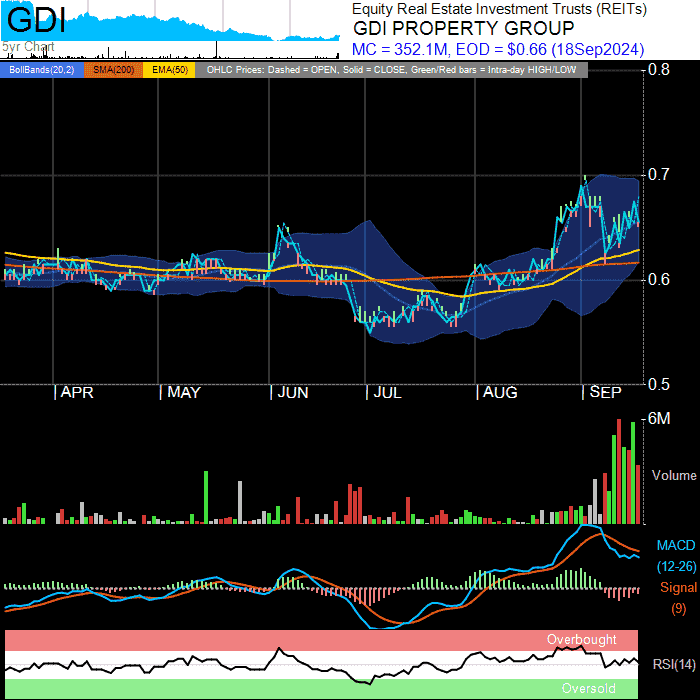 GDI
5yr Chart
Equity Real Estate Investment Trusts (REITs)
GDI PROPERTY GROUP
MC = 352.1M, EOD = $0.66 (18Sep2024)
BollBands(20,2) SMA(200) EMA(50) OHLC Prices: Dashed = OPEN, Solid = CLOSE, Green/Red bars = Intra-day HIGH/LOW
0.8
0.7
0.6
0.5
APR MAY JUN JUL AUG SEP
6M
Volume
MACD
(12-26)
Signal
(9)
Overbought
RSI(14)
Oversold